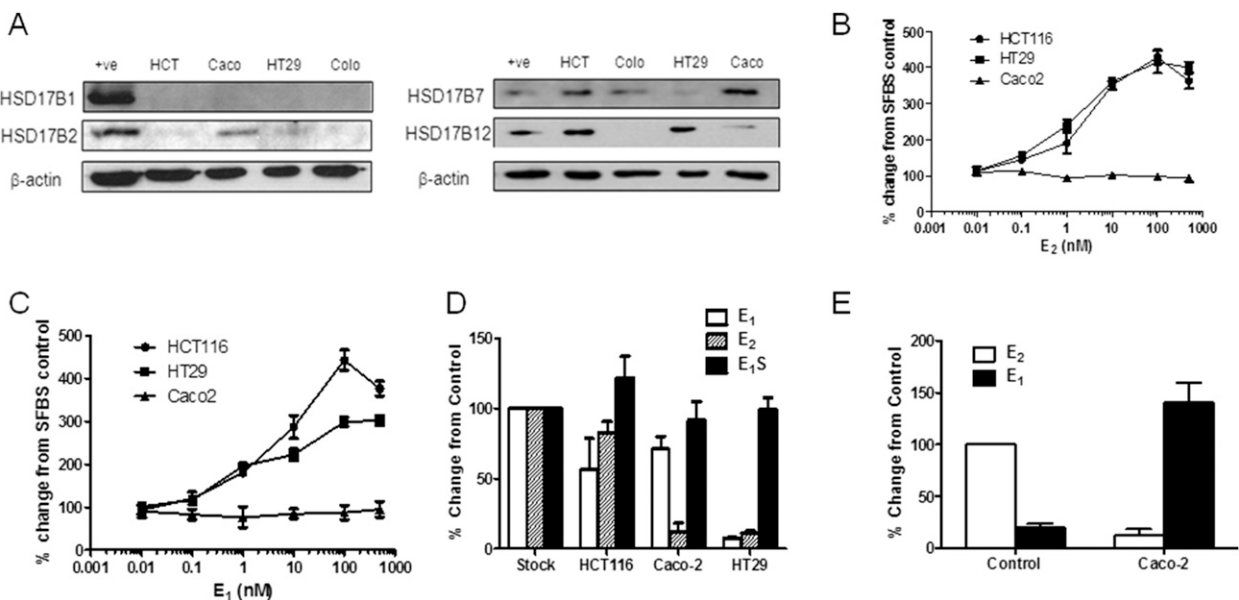 A
+ve HCT Caco HT29 Colo
HSD17B1
HSD17B2
β-actin
+ve HCT Colo HT29 Caco
HSD17B7
HSD17B12
β-actin
B
% change from SFBS control
500
400
300
200
100
0
HCT116
HT29
Caco2
0.001 0.01 0.1 1 10 100 1000
E₂ (nM)
C
% change from SFBS control
500
400
300
200
100
0
HCT116
HT29
Caco2
0.001 0.01 0.1 1 10 100 1000
E₁ (nM)
D
% Change from Control
150
100
50
0
E₁
E₂
E₁S
Stock HCT116 Caco-2 HT29
E
% Change from Control
200
150
100
50
0
E₂
E₁
Control Caco-2